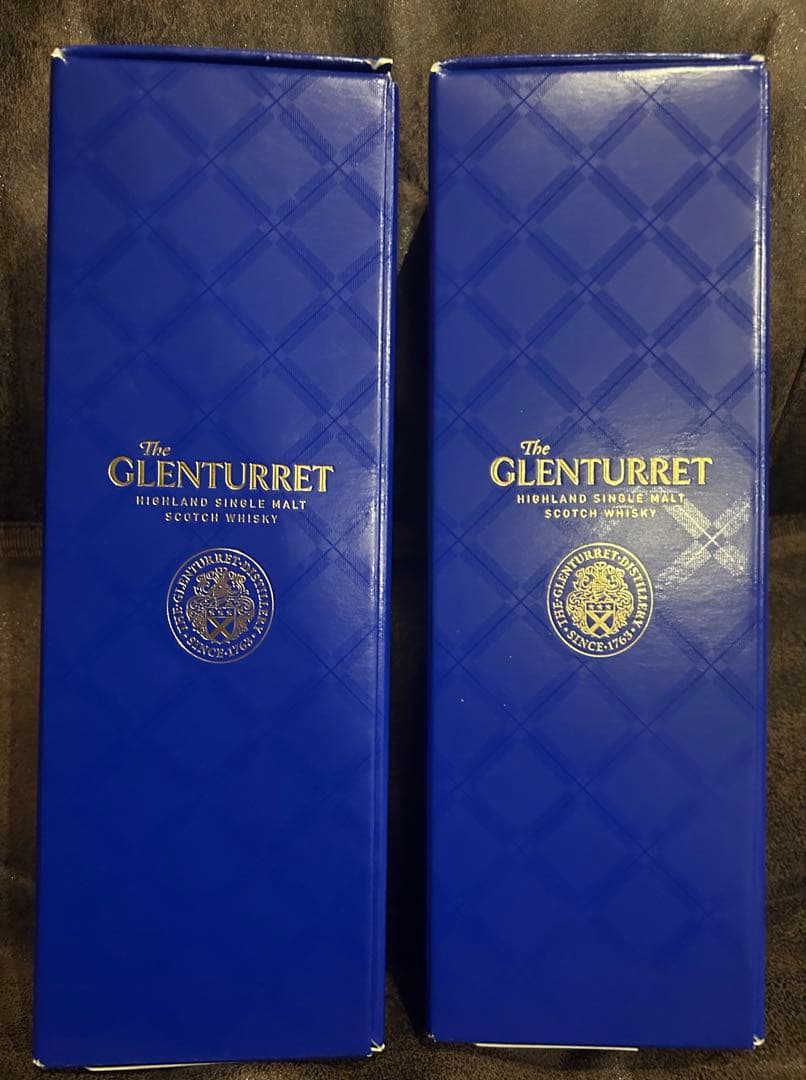 The
GLENTURRET
HIGHLAND SINGLE MALT
SCOTCH WHISKY
THE·GLENTURRET·DISTILLERY
·SINCE·1763·
The
GLENTURRET
HIGHLAND SINGLE MALT
SCOTCH WHISKY
THE·GLENTURRET·DISTILLERY
·SINCE·1763·